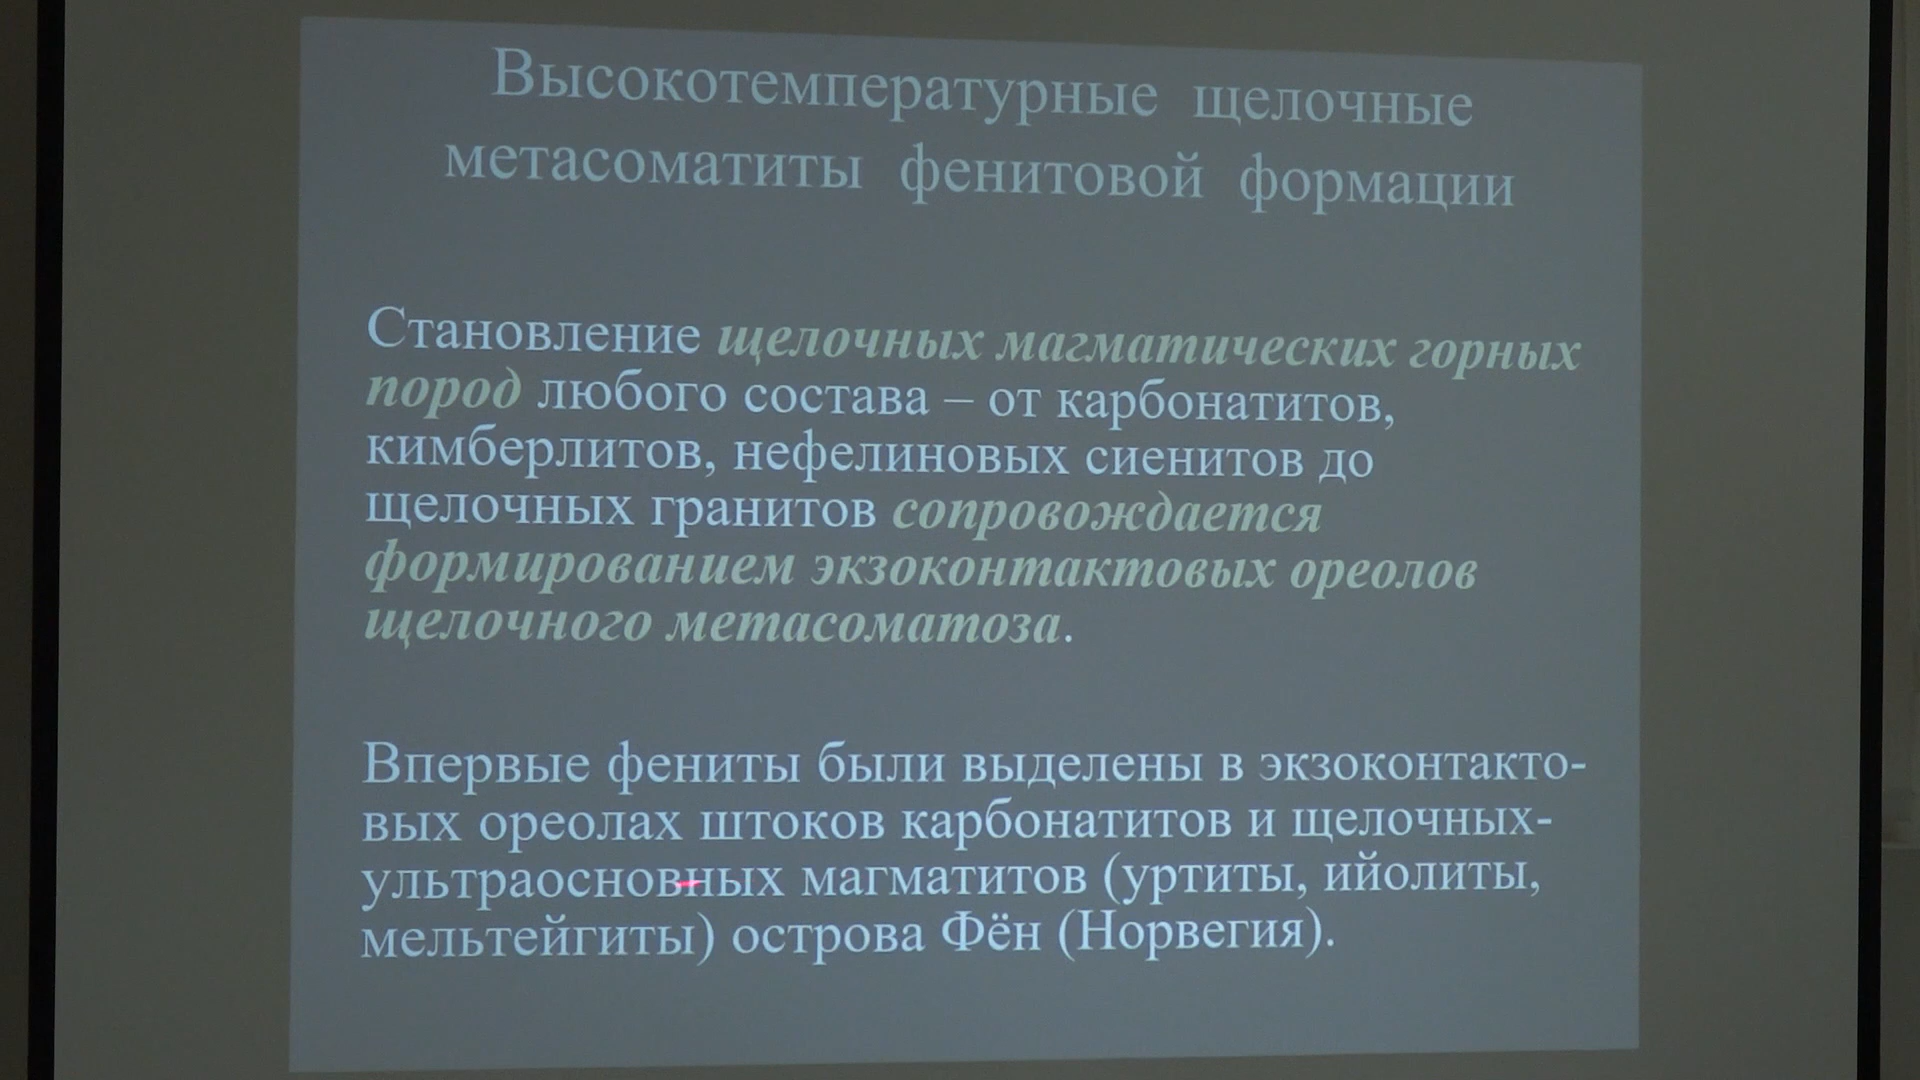 Высокотемпературные щелочные
метасоматиты фенитовой формации
Становление щелочных магматических горных
пород любого состава – от карбонатитов,
кимберлитов, нефелиновых сиенитов до
щелочных гранитов сопровождается
формированием экзоконтактовых ореолов
щелочного метасоматоза.
Впервые фениты были выделены в экзоконтакто-
вых ореолах штоков карбонатитов и щелочных-
ультраосновных магматитов (уртиты, ийолиты,
мельтейгиты) острова Фён (Норвегия).